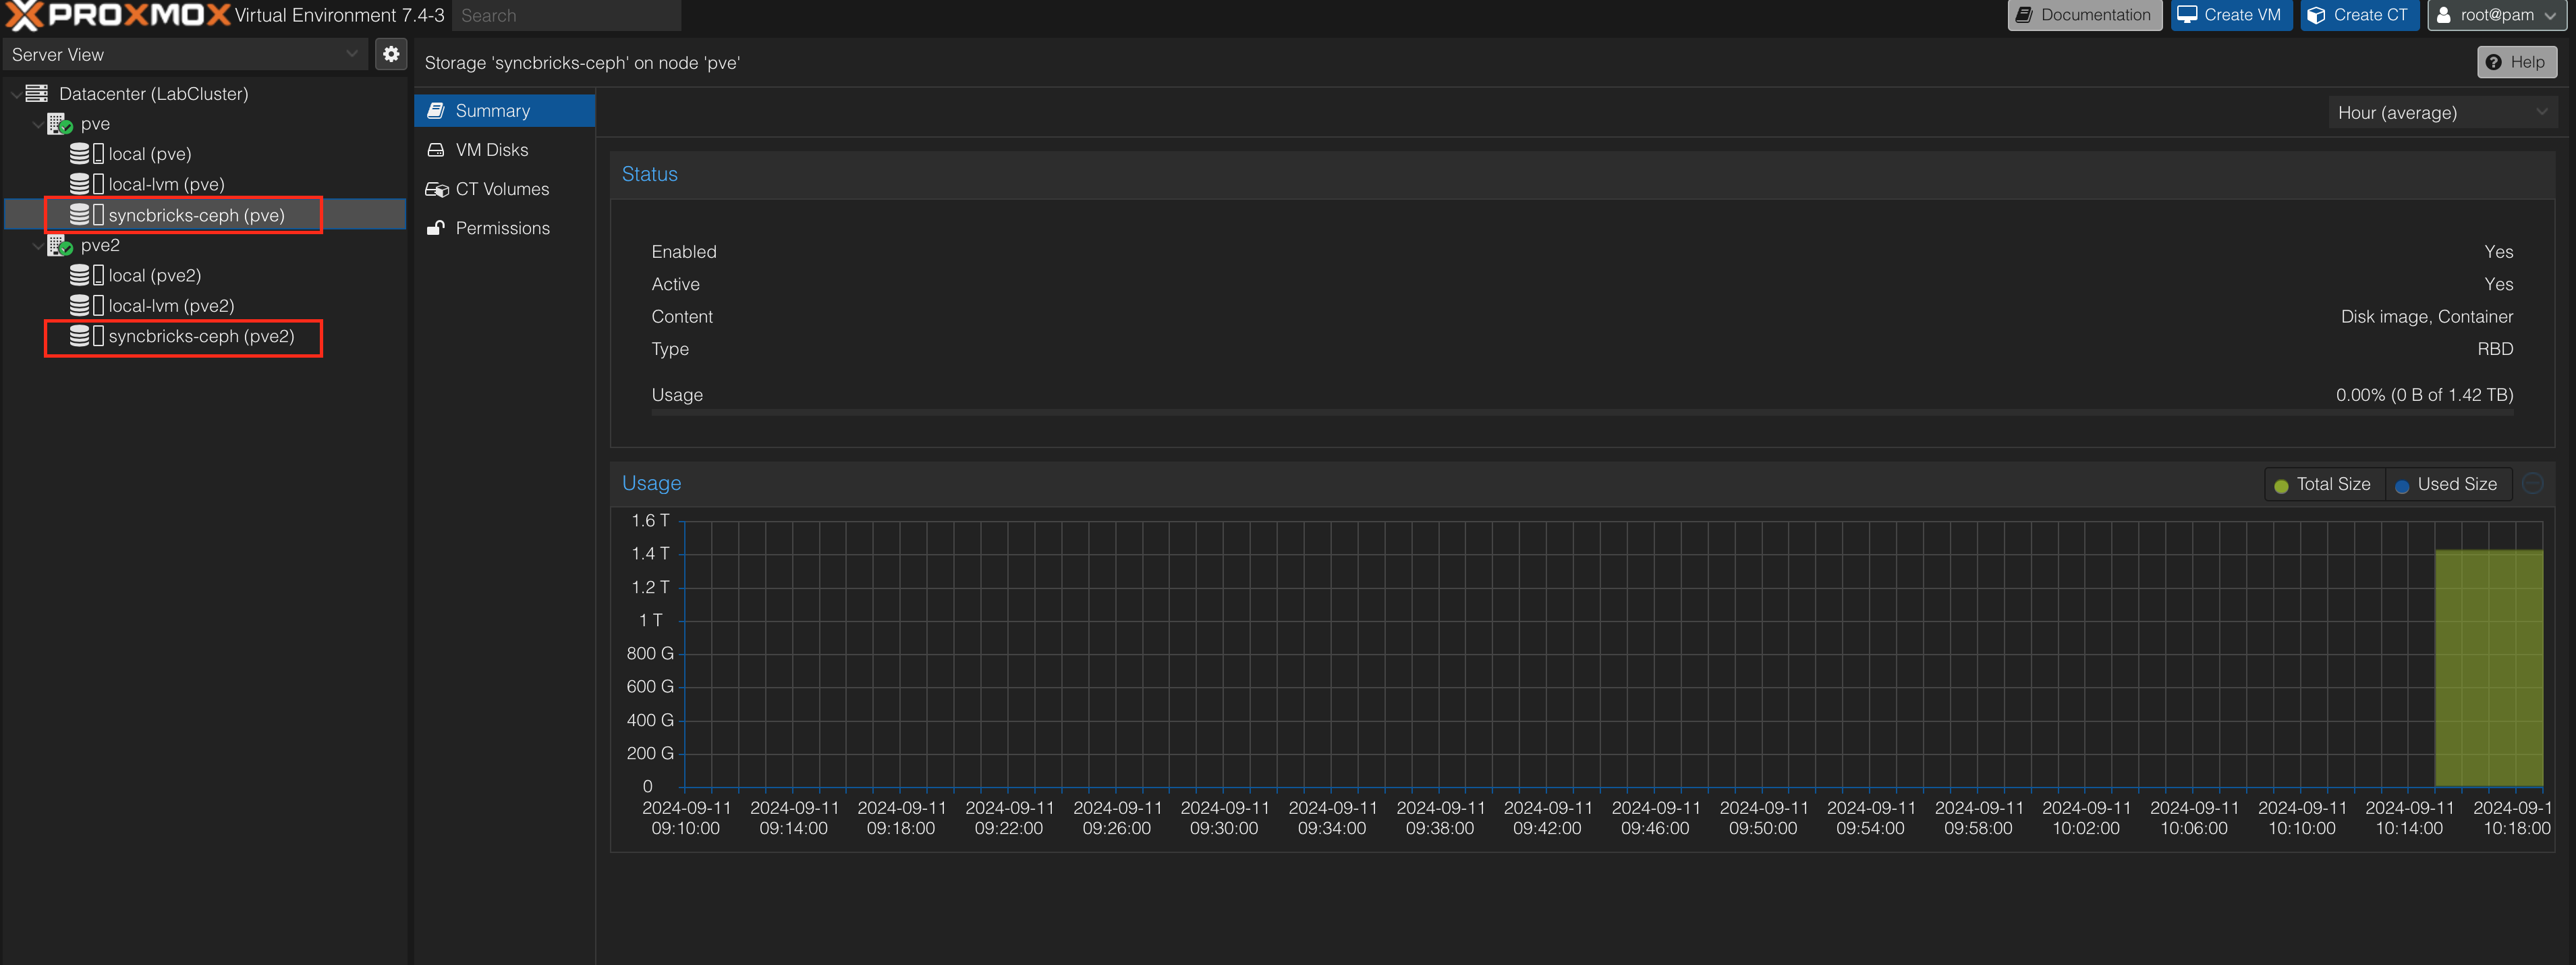 PROXMOX Virtual Environment 7.4-3 Search Documentation Create VM Create CT root@pam
Server View
Storage 'syncbricks-ceph' on node 'pve' Help
Datacenter (LabCluster)
pve
local (pve)
local-lvm (pve)
syncbricks-ceph (pve)
pve2
local (pve2)
local-lvm (pve2)
syncbricks-ceph (pve2)
Summary
VM Disks
CT Volumes
Permissions
Hour (average)
Status
Enabled Yes
Active Yes
Content Disk image, Container
Type RBD
Usage 0.00% (0 B of 1.42 TB)
Usage Total Size Used Size
1.6 T
1.4 T
1.2 T
1 T
800 G
600 G
400 G
200 G
0
2024-09-11 2024-09-11 2024-09-11 2024-09-11 2024-09-11 2024-09-11 2024-09-11 2024-09-11 2024-09-11 2024-09-11 2024-09-11 2024-09-11 2024-09-11 2024-09-11 2024-09-11 2024-09-11 2024-09-11 2024-09-1
09:10:00 09:14:00 09:18:00 09:22:00 09:26:00 09:30:00 09:34:00 09:38:00 09:42:00 09:46:00 09:50:00 09:54:00 09:58:00 10:02:00 10:06:00 10:10:00 10:14:00 10:18:00